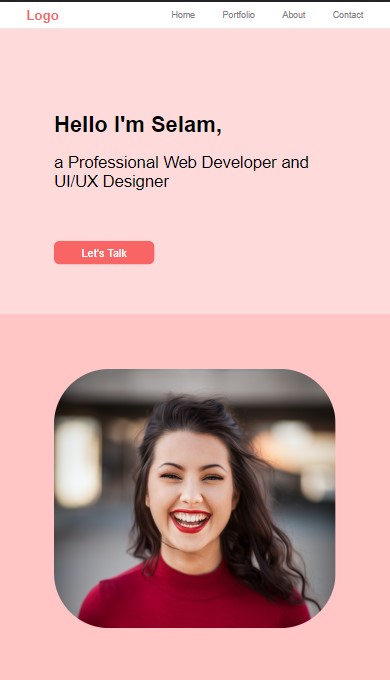 Logo
Home Portfolio About Contact
Hello I'm Selam,
a Professional Web Developer and
UI/UX Designer
Let's Talk